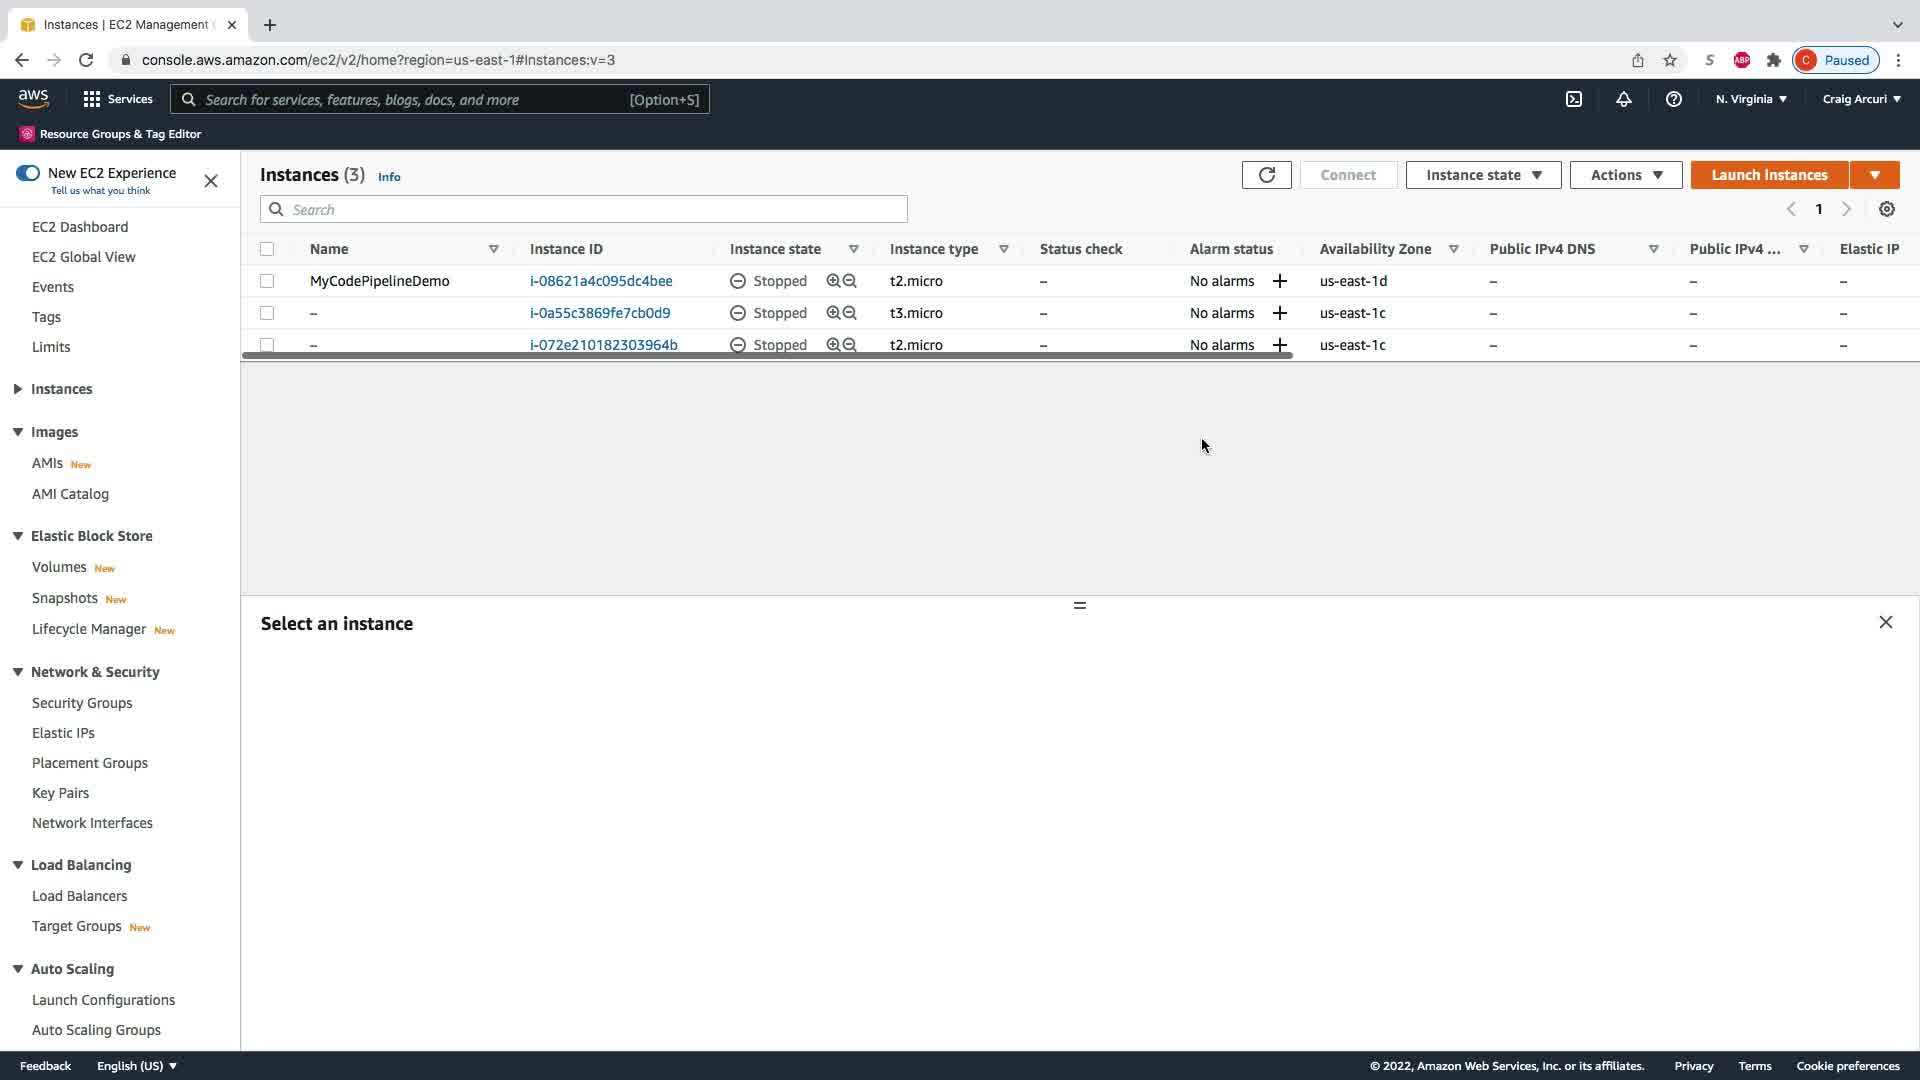 Instances | EC2 Management C
console.aws.amazon.com/ec2/v2/home?region=us-east-1#Instances:v=3
S
ABP
C
Paused
aws
Services
Search for services, features, blogs, docs, and more
[Option+S]
N. Virginia
Craig Arcuri
Resource Groups & Tag Editor
New EC2 Experience
Tell us what you think
EC2 Dashboard
EC2 Global View
Events
Tags
Limits
Instances
Images
AMIs New
AMI Catalog
Elastic Block Store
Volumes New
Snapshots New
Lifecycle Manager New
Network & Security
Security Groups
Elastic IPs
Placement Groups
Key Pairs
Network Interfaces
Load Balancing
Load Balancers
Target Groups New
Auto Scaling
Launch Configurations
Auto Scaling Groups
Instances (3) Info
Connect
Instance state
Actions
Launch Instances
Search
1
Name Instance ID Instance state Instance type Status check Alarm status Availability Zone Public IPv4 DNS Public IPv4 ... Elastic IP
MyCodePipelineDemo i-08621a4c095dc4bee Stopped t2.micro – No alarms + us-east-1d – – –
– i-0a55c3869fe7cb0d9 Stopped t3.micro – No alarms + us-east-1c – – –
– i-072e210182303964b Stopped t2.micro – No alarms + us-east-1c – – –
Select an instance
Feedback
English (US)
© 2022, Amazon Web Services, Inc. or its affiliates.
Privacy
Terms
Cookie preferences